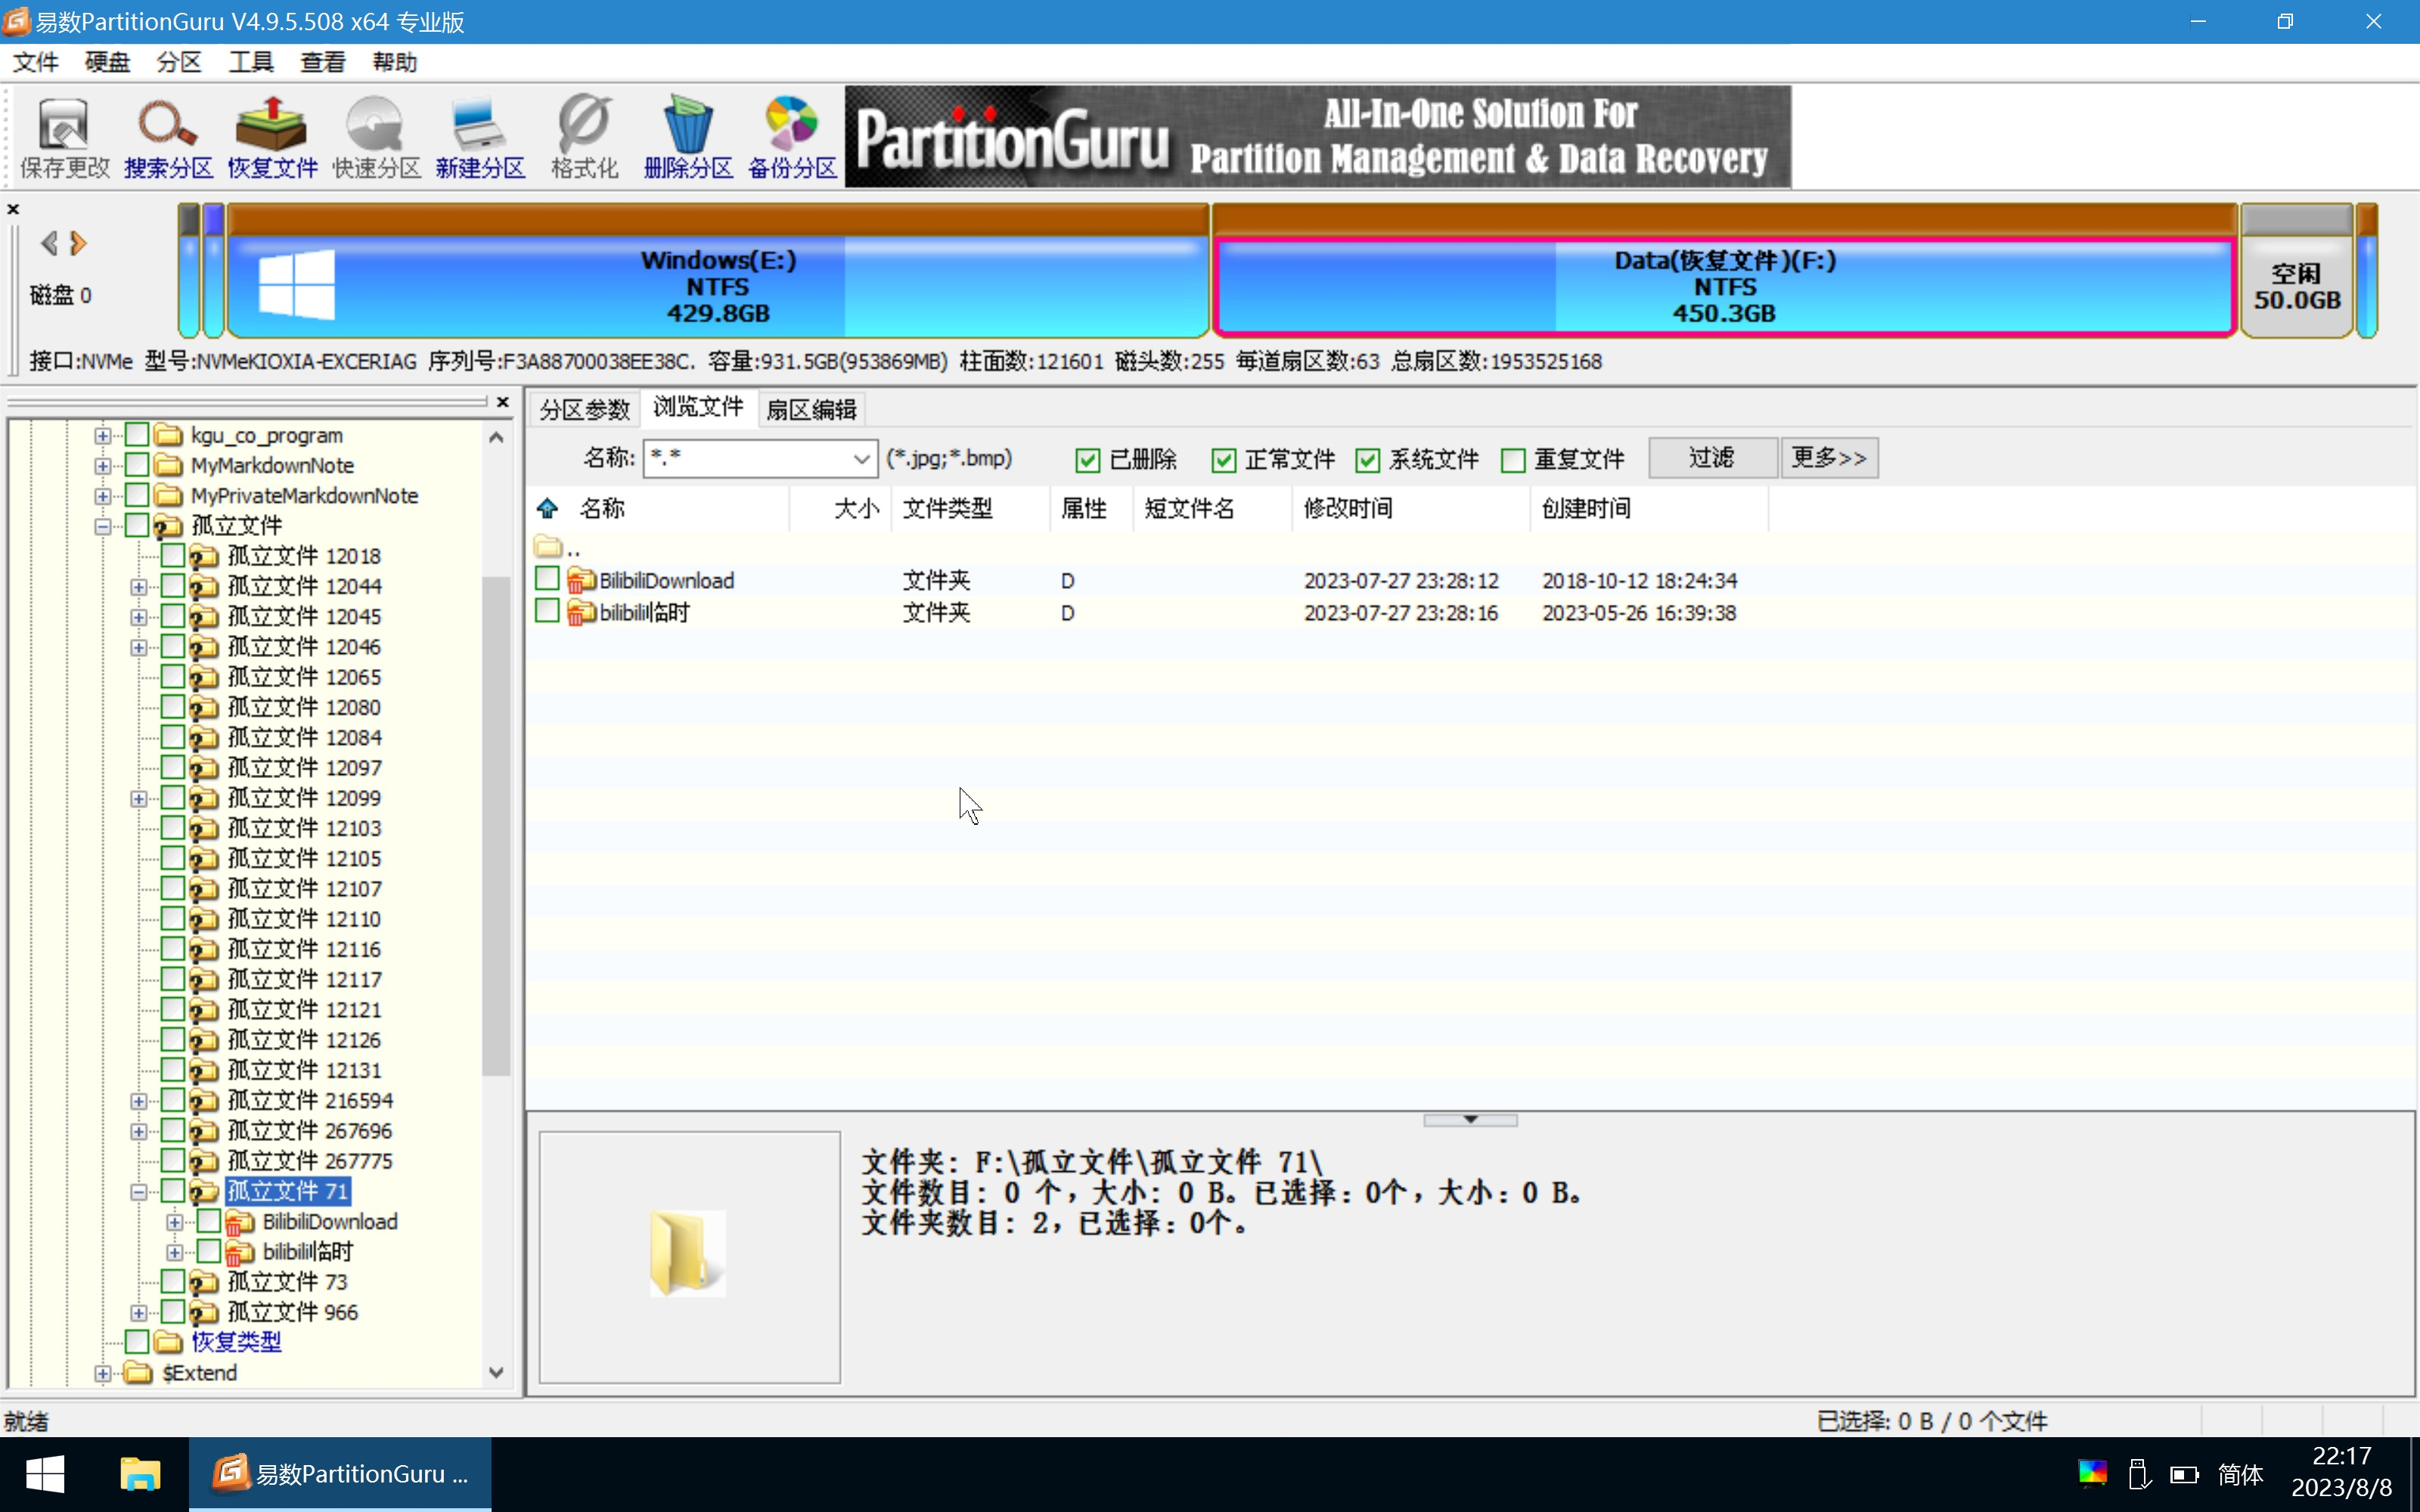 易数PartitionGuru V4.9.5.508 x64 专业版
文件 硬盘 分区 工具 查看 帮助
保存更改 搜索分区 恢复文件 快速分区 新建分区 格式化 删除分区 备份分区
PartitionGuru
All-In-One Solution For
Partition Management & Data Recovery
磁盘 0
Windows(E:)
NTFS
429.8GB
Data(恢复文件)(F:)
NTFS
450.3GB
空闲
50.0GB
接口:NVMe 型号:NVMeKIOXIA-EXCERIAG 序列号:F3A88700038EE38C. 容量:931.5GB(953869MB) 柱面数:121601 磁头数:255 每道扇区数:63 总扇区数:1953525168
kgu_co_program
MyMarkdownNote
MyPrivateMarkdownNote
孤立文件
孤立文件 12018
孤立文件 12044
孤立文件 12045
孤立文件 12046
孤立文件 12065
孤立文件 12080
孤立文件 12084
孤立文件 12097
孤立文件 12099
孤立文件 12103
孤立文件 12105
孤立文件 12107
孤立文件 12110
孤立文件 12116
孤立文件 12117
孤立文件 12121
孤立文件 12126
孤立文件 12131
孤立文件 216594
孤立文件 267696
孤立文件 267775
孤立文件 71
BilibiliDownload
bilibili临时
孤立文件 73
孤立文件 966
恢复类型
$Extend
分区参数 浏览文件 扇区编辑
名称: *.* (*.jpg;*.bmp) 已删除 正常文件 系统文件 重复文件 过滤 更多>>
名称 大小 文件类型 属性 短文件名 修改时间 创建时间
..
BilibiliDownload 文件夹 D 2023-07-27 23:28:12 2018-10-12 18:24:34
bilibili临时 文件夹 D 2023-07-27 23:28:16 2023-05-26 16:39:38
文件夹: F:\孤立文件\孤立文件 71\
文件数目: 0 个，大小: 0 B。已选择: 0个，大小: 0 B。
文件夹数目: 2，已选择: 0个。
就绪
已选择: 0 B / 0 个文件
易数PartitionGuru ...
简体
22:17
2023/8/8